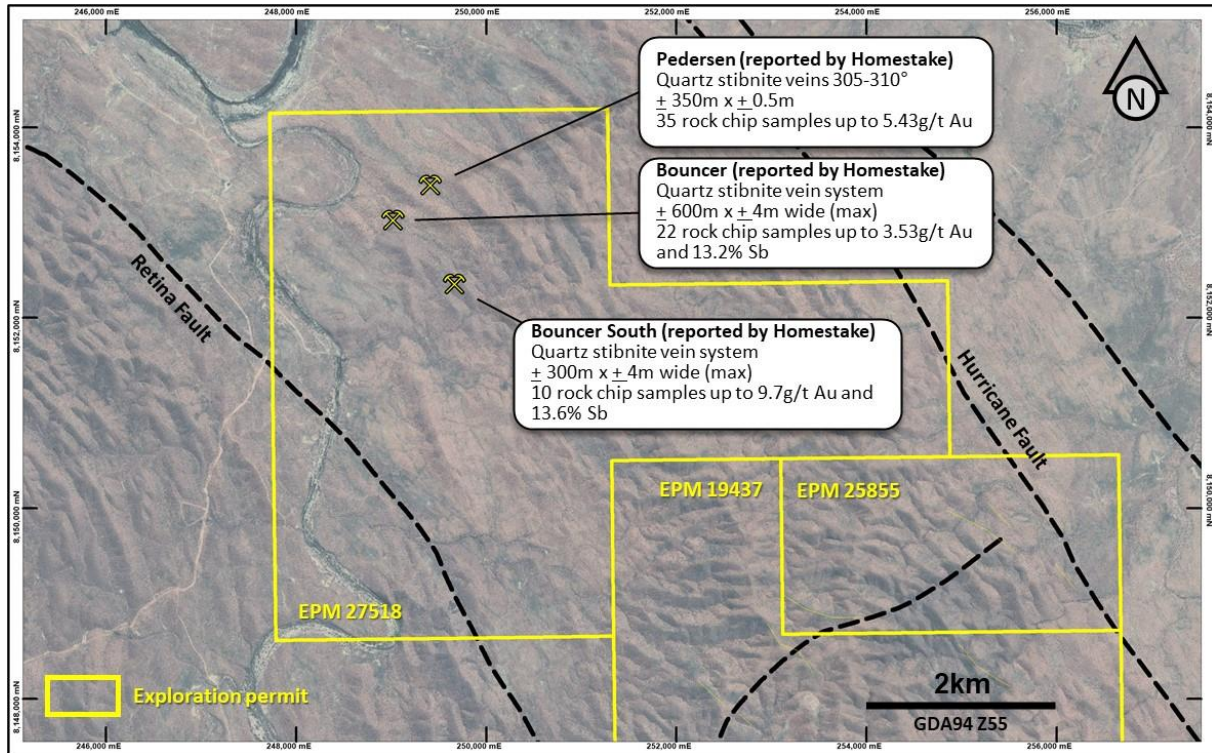 246,000 mE
248,000 mE
250,000 mE
252,000 mE
254,000 mE
256,000 mE
8,154,000 mN
8,154,000 mN
Pedersen (reported by Homestake)
Quartz stibnite veins 305-310°
+ 350m x + 0.5m
35 rock chip samples up to 5.43g/t Au
N
Bouncer (reported by Homestake)
Quartz stibnite vein system
+ 600m x + 4m wide (max)
22 rock chip samples up to 3.53g/t Au
and 13.2% Sb
Retina Fault
8,152,000 mN
8,152,000 mN
Bouncer South (reported by Homestake)
Quartz stibnite vein system
+ 300m x + 4m wide (max)
10 rock chip samples up to 9.7g/t Au and
13.6% Sb
Hurricane Fault
EPM 19437
EPM 25855
8,150,000 mN
8,150,000 mN
EPM 27518
Exploration permit
2km
GDA94 Z55
8,148,000 mN
8,148,000 mN
246,000 mE
248,000 mE
250,000 mE
252,000 mE
254,000 mE
256,000 mE